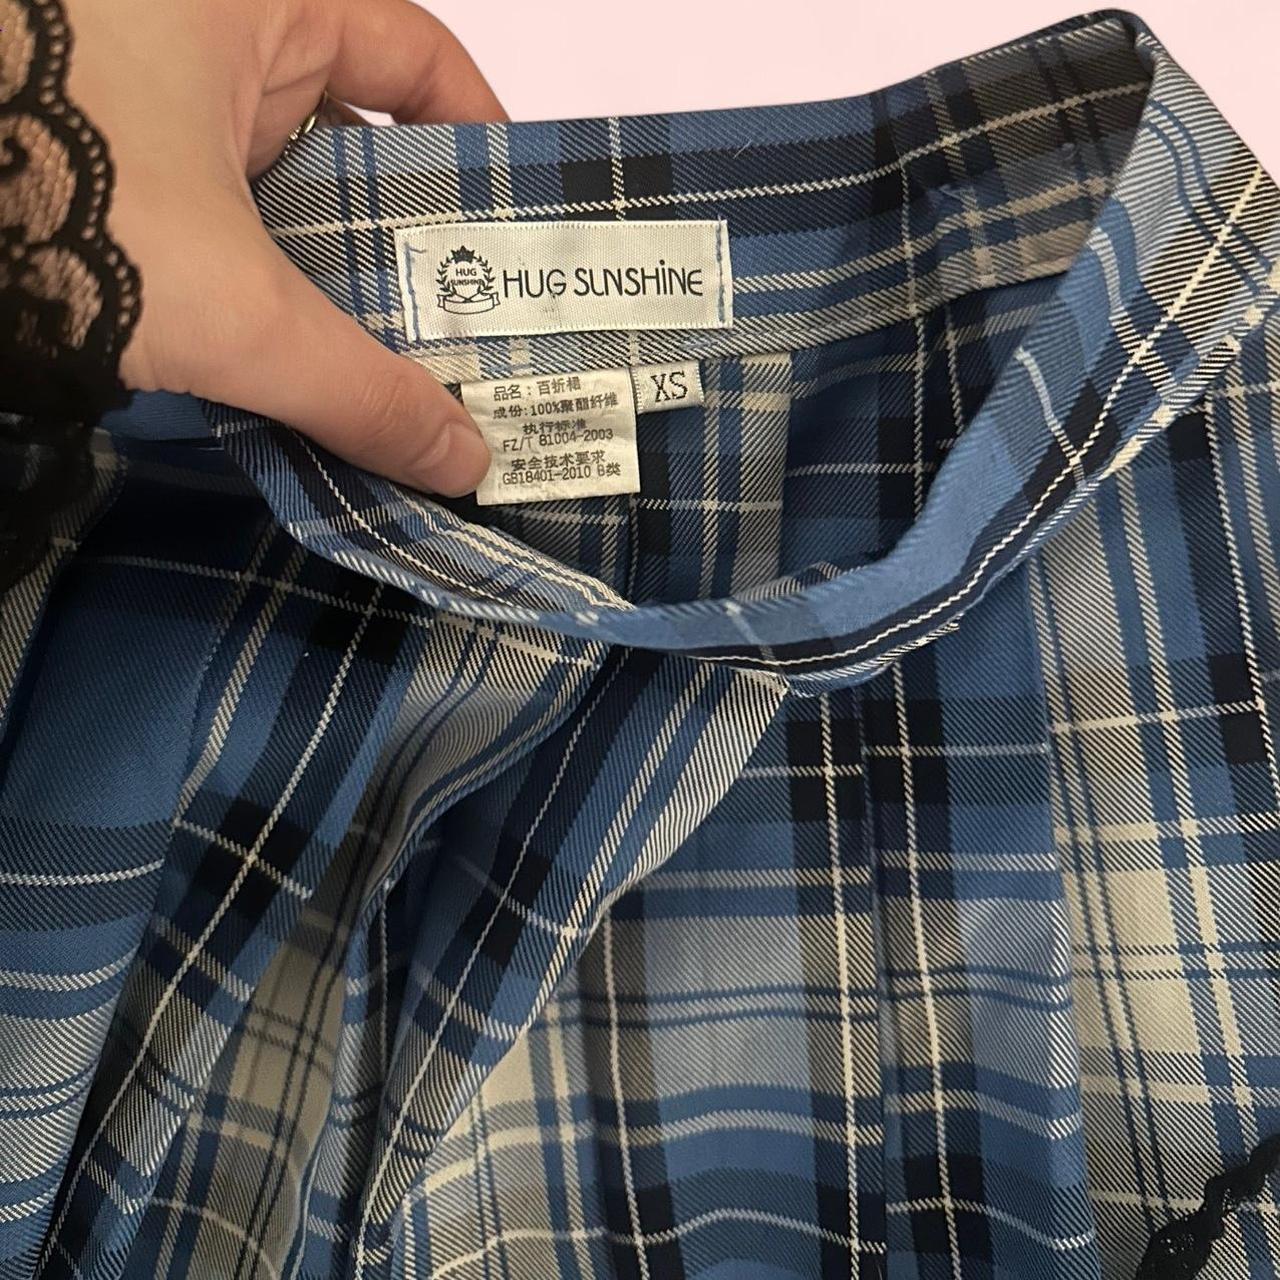 HUG
SUNSHINE
HUG SUNSHINE
品名：百折裙
成份:100%聚酯纤维
执行标准
FZ/T 81004-2003
安全技术要求
GB18401-2010 B类
XS